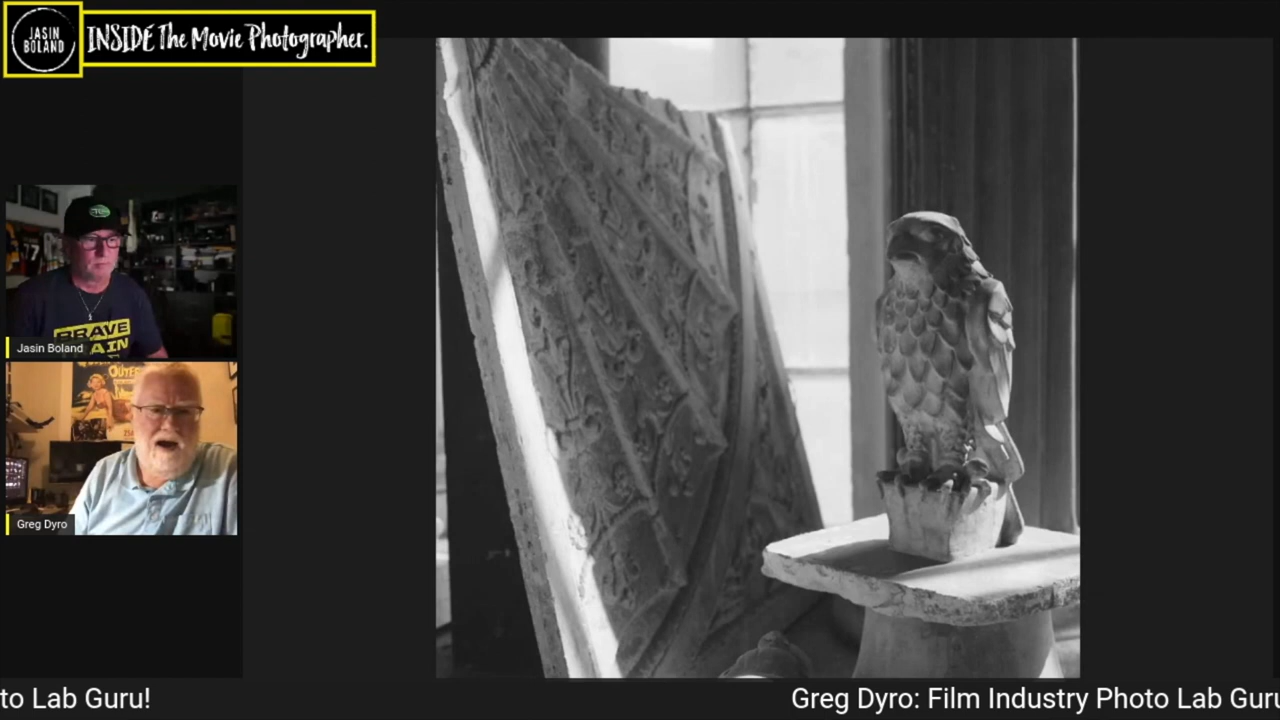 JASIN
BOLAND
INSIDE The Movie Photographer.
BRAVE
Jasin Boland
OUTER
Greg Dyro
to Lab Guru!
Greg Dyro: Film Industry Photo Lab Guru